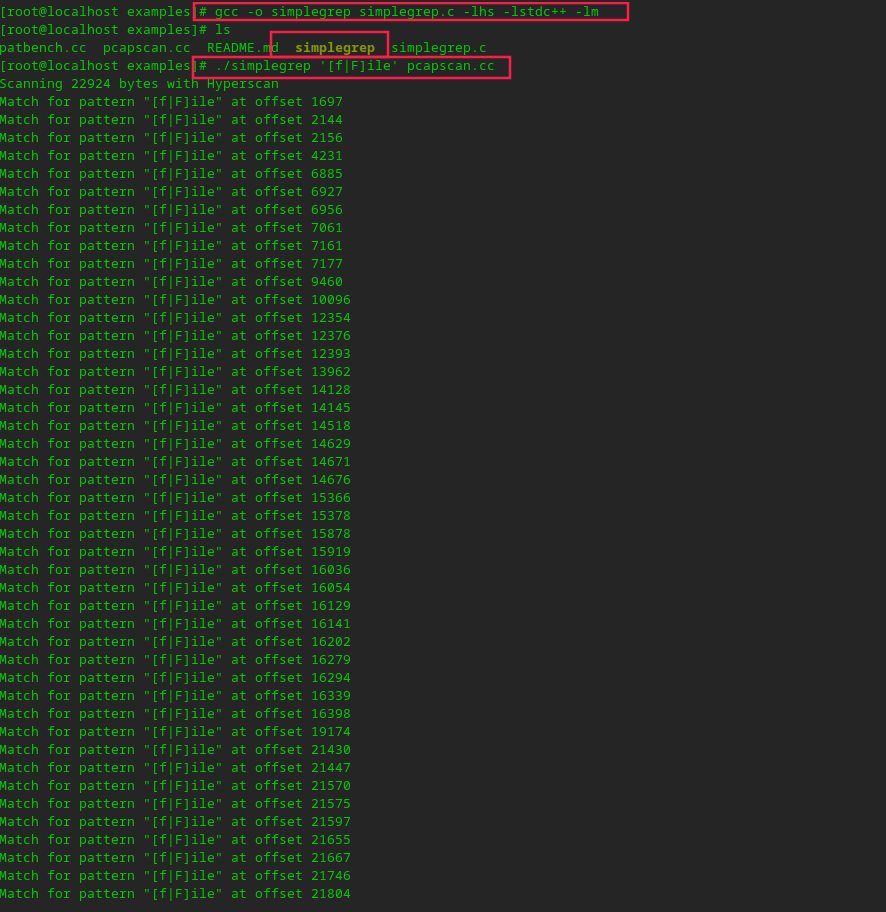 [root@localhost examples]# gcc -o simplegrep simplegrep.c -lhs -lstdc++ -lm
[root@localhost examples]# ls
patbench.cc  pcapscan.cc  README.md  simplegrep  simplegrep.c
[root@localhost examples]# ./simplegrep '[f|F]ile' pcapscan.cc
Scanning 22924 bytes with Hyperscan
Match for pattern "[f|F]ile" at offset 1697
Match for pattern "[f|F]ile" at offset 2144
Match for pattern "[f|F]ile" at offset 2156
Match for pattern "[f|F]ile" at offset 4231
Match for pattern "[f|F]ile" at offset 6885
Match for pattern "[f|F]ile" at offset 6927
Match for pattern "[f|F]ile" at offset 6956
Match for pattern "[f|F]ile" at offset 7061
Match for pattern "[f|F]ile" at offset 7161
Match for pattern "[f|F]ile" at offset 7177
Match for pattern "[f|F]ile" at offset 9460
Match for pattern "[f|F]ile" at offset 10096
Match for pattern "[f|F]ile" at offset 12354
Match for pattern "[f|F]ile" at offset 12376
Match for pattern "[f|F]ile" at offset 12393
Match for pattern "[f|F]ile" at offset 13962
Match for pattern "[f|F]ile" at offset 14128
Match for pattern "[f|F]ile" at offset 14145
Match for pattern "[f|F]ile" at offset 14518
Match for pattern "[f|F]ile" at offset 14629
Match for pattern "[f|F]ile" at offset 14671
Match for pattern "[f|F]ile" at offset 14676
Match for pattern "[f|F]ile" at offset 15366
Match for pattern "[f|F]ile" at offset 15378
Match for pattern "[f|F]ile" at offset 15878
Match for pattern "[f|F]ile" at offset 15919
Match for pattern "[f|F]ile" at offset 16036
Match for pattern "[f|F]ile" at offset 16054
Match for pattern "[f|F]ile" at offset 16129
Match for pattern "[f|F]ile" at offset 16141
Match for pattern "[f|F]ile" at offset 16202
Match for pattern "[f|F]ile" at offset 16279
Match for pattern "[f|F]ile" at offset 16294
Match for pattern "[f|F]ile" at offset 16339
Match for pattern "[f|F]ile" at offset 16398
Match for pattern "[f|F]ile" at offset 19174
Match for pattern "[f|F]ile" at offset 21430
Match for pattern "[f|F]ile" at offset 21447
Match for pattern "[f|F]ile" at offset 21570
Match for pattern "[f|F]ile" at offset 21575
Match for pattern "[f|F]ile" at offset 21597
Match for pattern "[f|F]ile" at offset 21655
Match for pattern "[f|F]ile" at offset 21667
Match for pattern "[f|F]ile" at offset 21746
Match for pattern "[f|F]ile" at offset 21804